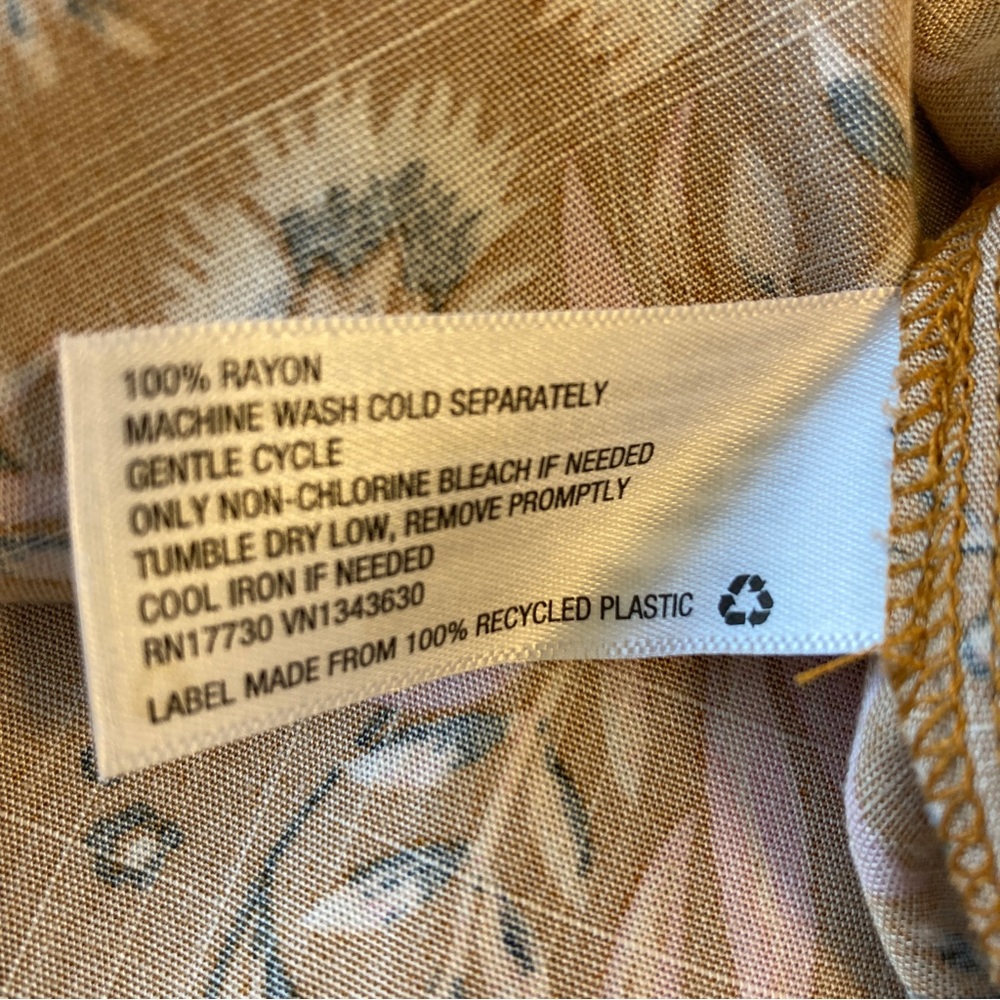 100% RAYON
MACHINE WASH COLD SEPARATELY
GENTLE CYCLE
ONLY NON-CHLORINE BLEACH IF NEEDED
TUMBLE DRY LOW, REMOVE PROMPTLY
COOL IRON IF NEEDED
RN17730 VN1343630
LABEL MADE FROM 100% RECYCLED PLASTIC